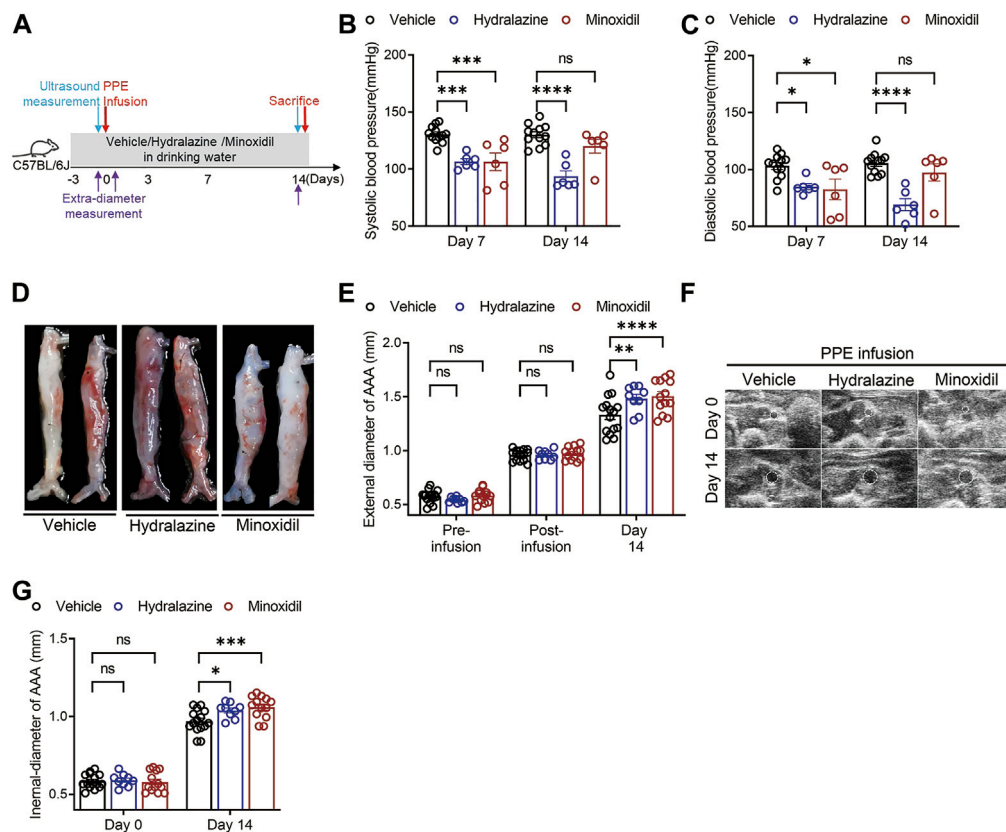 A
Ultrasound PPE
measurement Infusion
Sacrifice
Vehicle/Hydralazine /Minoxidil
in drinking water
C57BL/6J
-3 0 3 7 14(Days)
Extra-diameter
measurement
B
Vehicle Hydralazine Minoxidil
Systolic blood pressure(mmHg)
200
150
100
50
***
***
ns
****
Day 7 Day 14
C
Vehicle Hydralazine Minoxidil
Diastolic blood pressure(mmHg)
200
150
100
50
*
*
ns
****
Day 7 Day 14
D
Vehicle Hydralazine Minoxidil
E
Vehicle Hydralazine Minoxidil
External diameter of AAA (mm)
2.0
1.5
1.0
0.5
ns
ns
ns
ns
****
**
Pre- Post- Day
infusion infusion 14
F
PPE infusion
Vehicle Hydralazine Minoxidil
Day 0
Day 14
G
Vehicle Hydralazine Minoxidil
Inernal-diameter of AAA (mm)
1.5
1.0
0.5
ns
ns
***
*
Day 0 Day 14